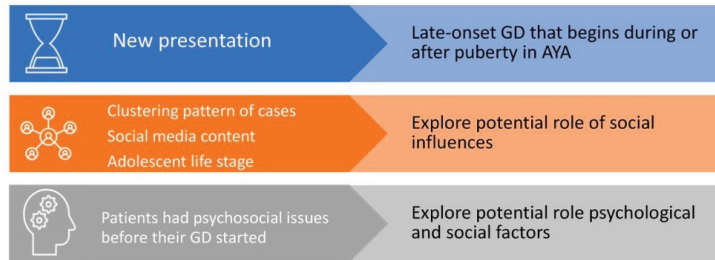 New presentation
Late-onset GD that begins during or
after puberty in AYA
Clustering pattern of cases
Social media content
Adolescent life stage
Explore potential role of social
influences
Patients had psychosocial issues
before their GD started
Explore potential role psychological
and social factors